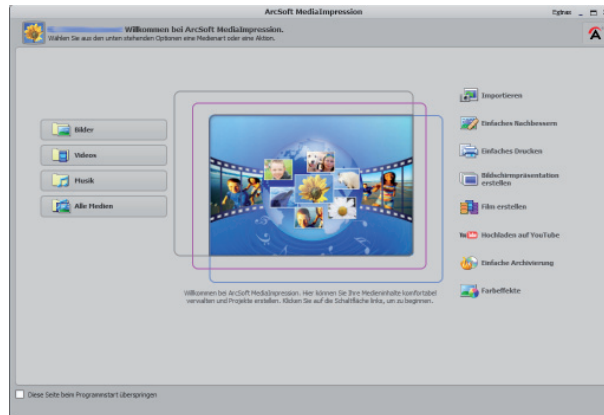 ArcSoft MediaImpression
Extras
Willkommen bei ArcSoft MediaImpression.
Wählen Sie aus den unten stehenden Optionen eine Medienart oder eine Aktion.
Bilder
Videos
Musik
Alle Medien
Importieren
Einfaches Nachbessern
Einfaches Drucken
Bildschirmpräsentation
erstellen
Film erstellen
You Tube Hochladen auf YouTube
Einfache Archivierung
Farbeffekte
Willkommen bei ArcSoft MediaImpression. Hier können Sie Ihre Medieninhalte komfortabel
verwalten und Projekte erstellen. Klicken Sie auf die Schaltfläche links, um zu beginnen.
Diese Seite beim Programmstart überspringen